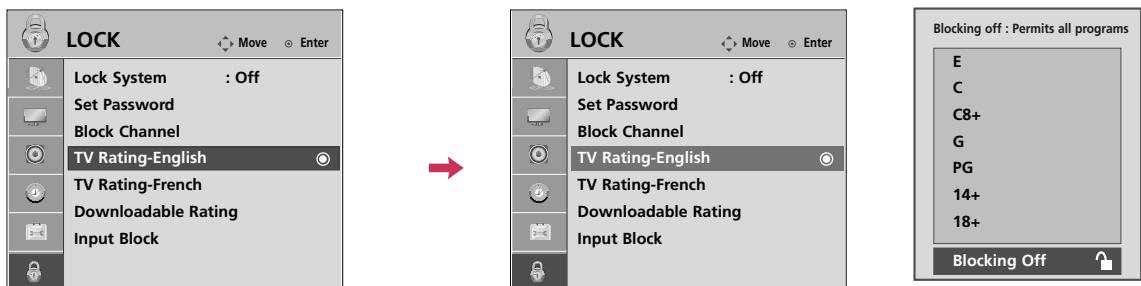 LOCK
Move Enter
Lock System : Off
Set Password
Block Channel
TV Rating-English
TV Rating-French
Downloadable Rating
Input Block
LOCK
Move Enter
Lock System : Off
Set Password
Block Channel
TV Rating-English
TV Rating-French
Downloadable Rating
Input Block
Blocking off : Permits all programs
E
C
C8+
G
PG
14+
18+
Blocking Off